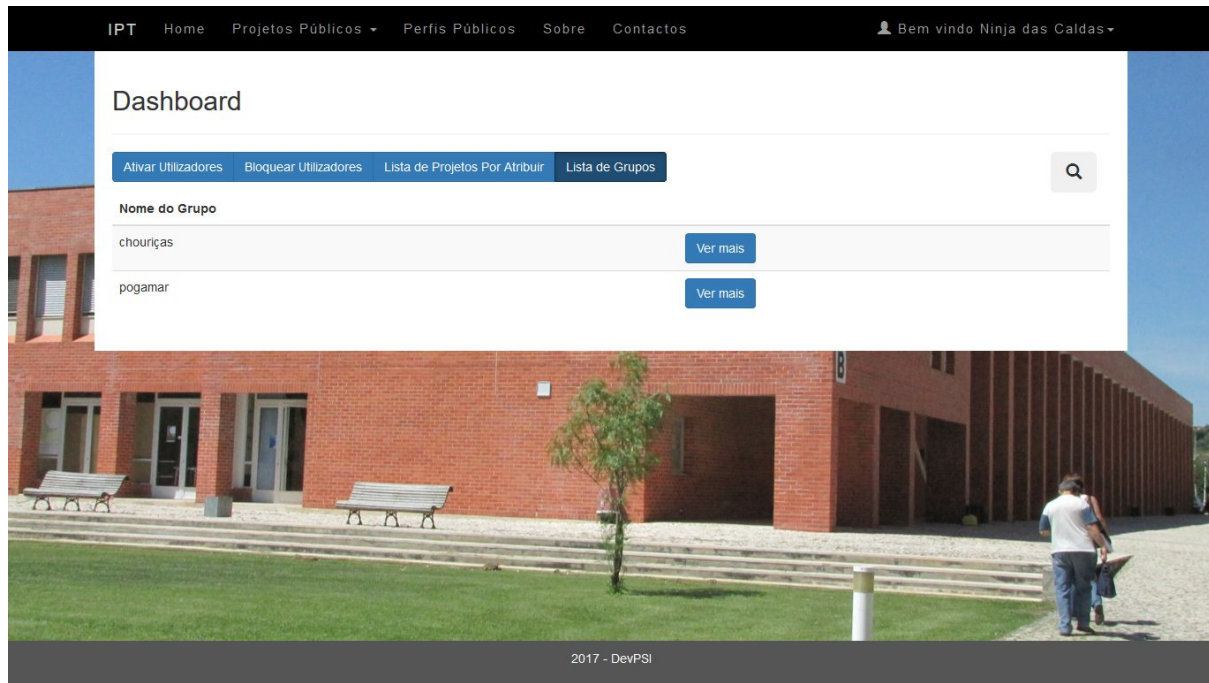 IPT Home Projetos Públicos Perfis Públicos Sobre Contactos Bem vindo Ninja das Caldas
Dashboard
Ativar Utilizadores Bloquear Utilizadores Lista de Projetos Por Atribuir Lista de Grupos
Nome do Grupo
chouriças Ver mais
pogamar Ver mais
B
2017 - DevPSI